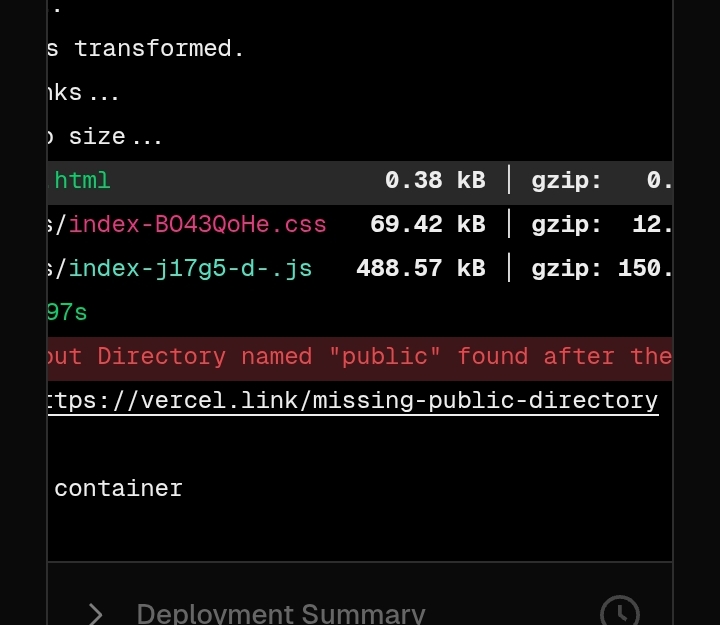 .
s transformed.
nks...
o size...
.html 0.38 kB │ gzip: 0.
s/index-BO43QoHe.css 69.42 kB │ gzip: 12.
s/index-j17g5-d-.js 488.57 kB │ gzip: 150.
97s
out Directory named "public" found after the
ttps://vercel.link/missing-public-directory
container
Deployment Summary